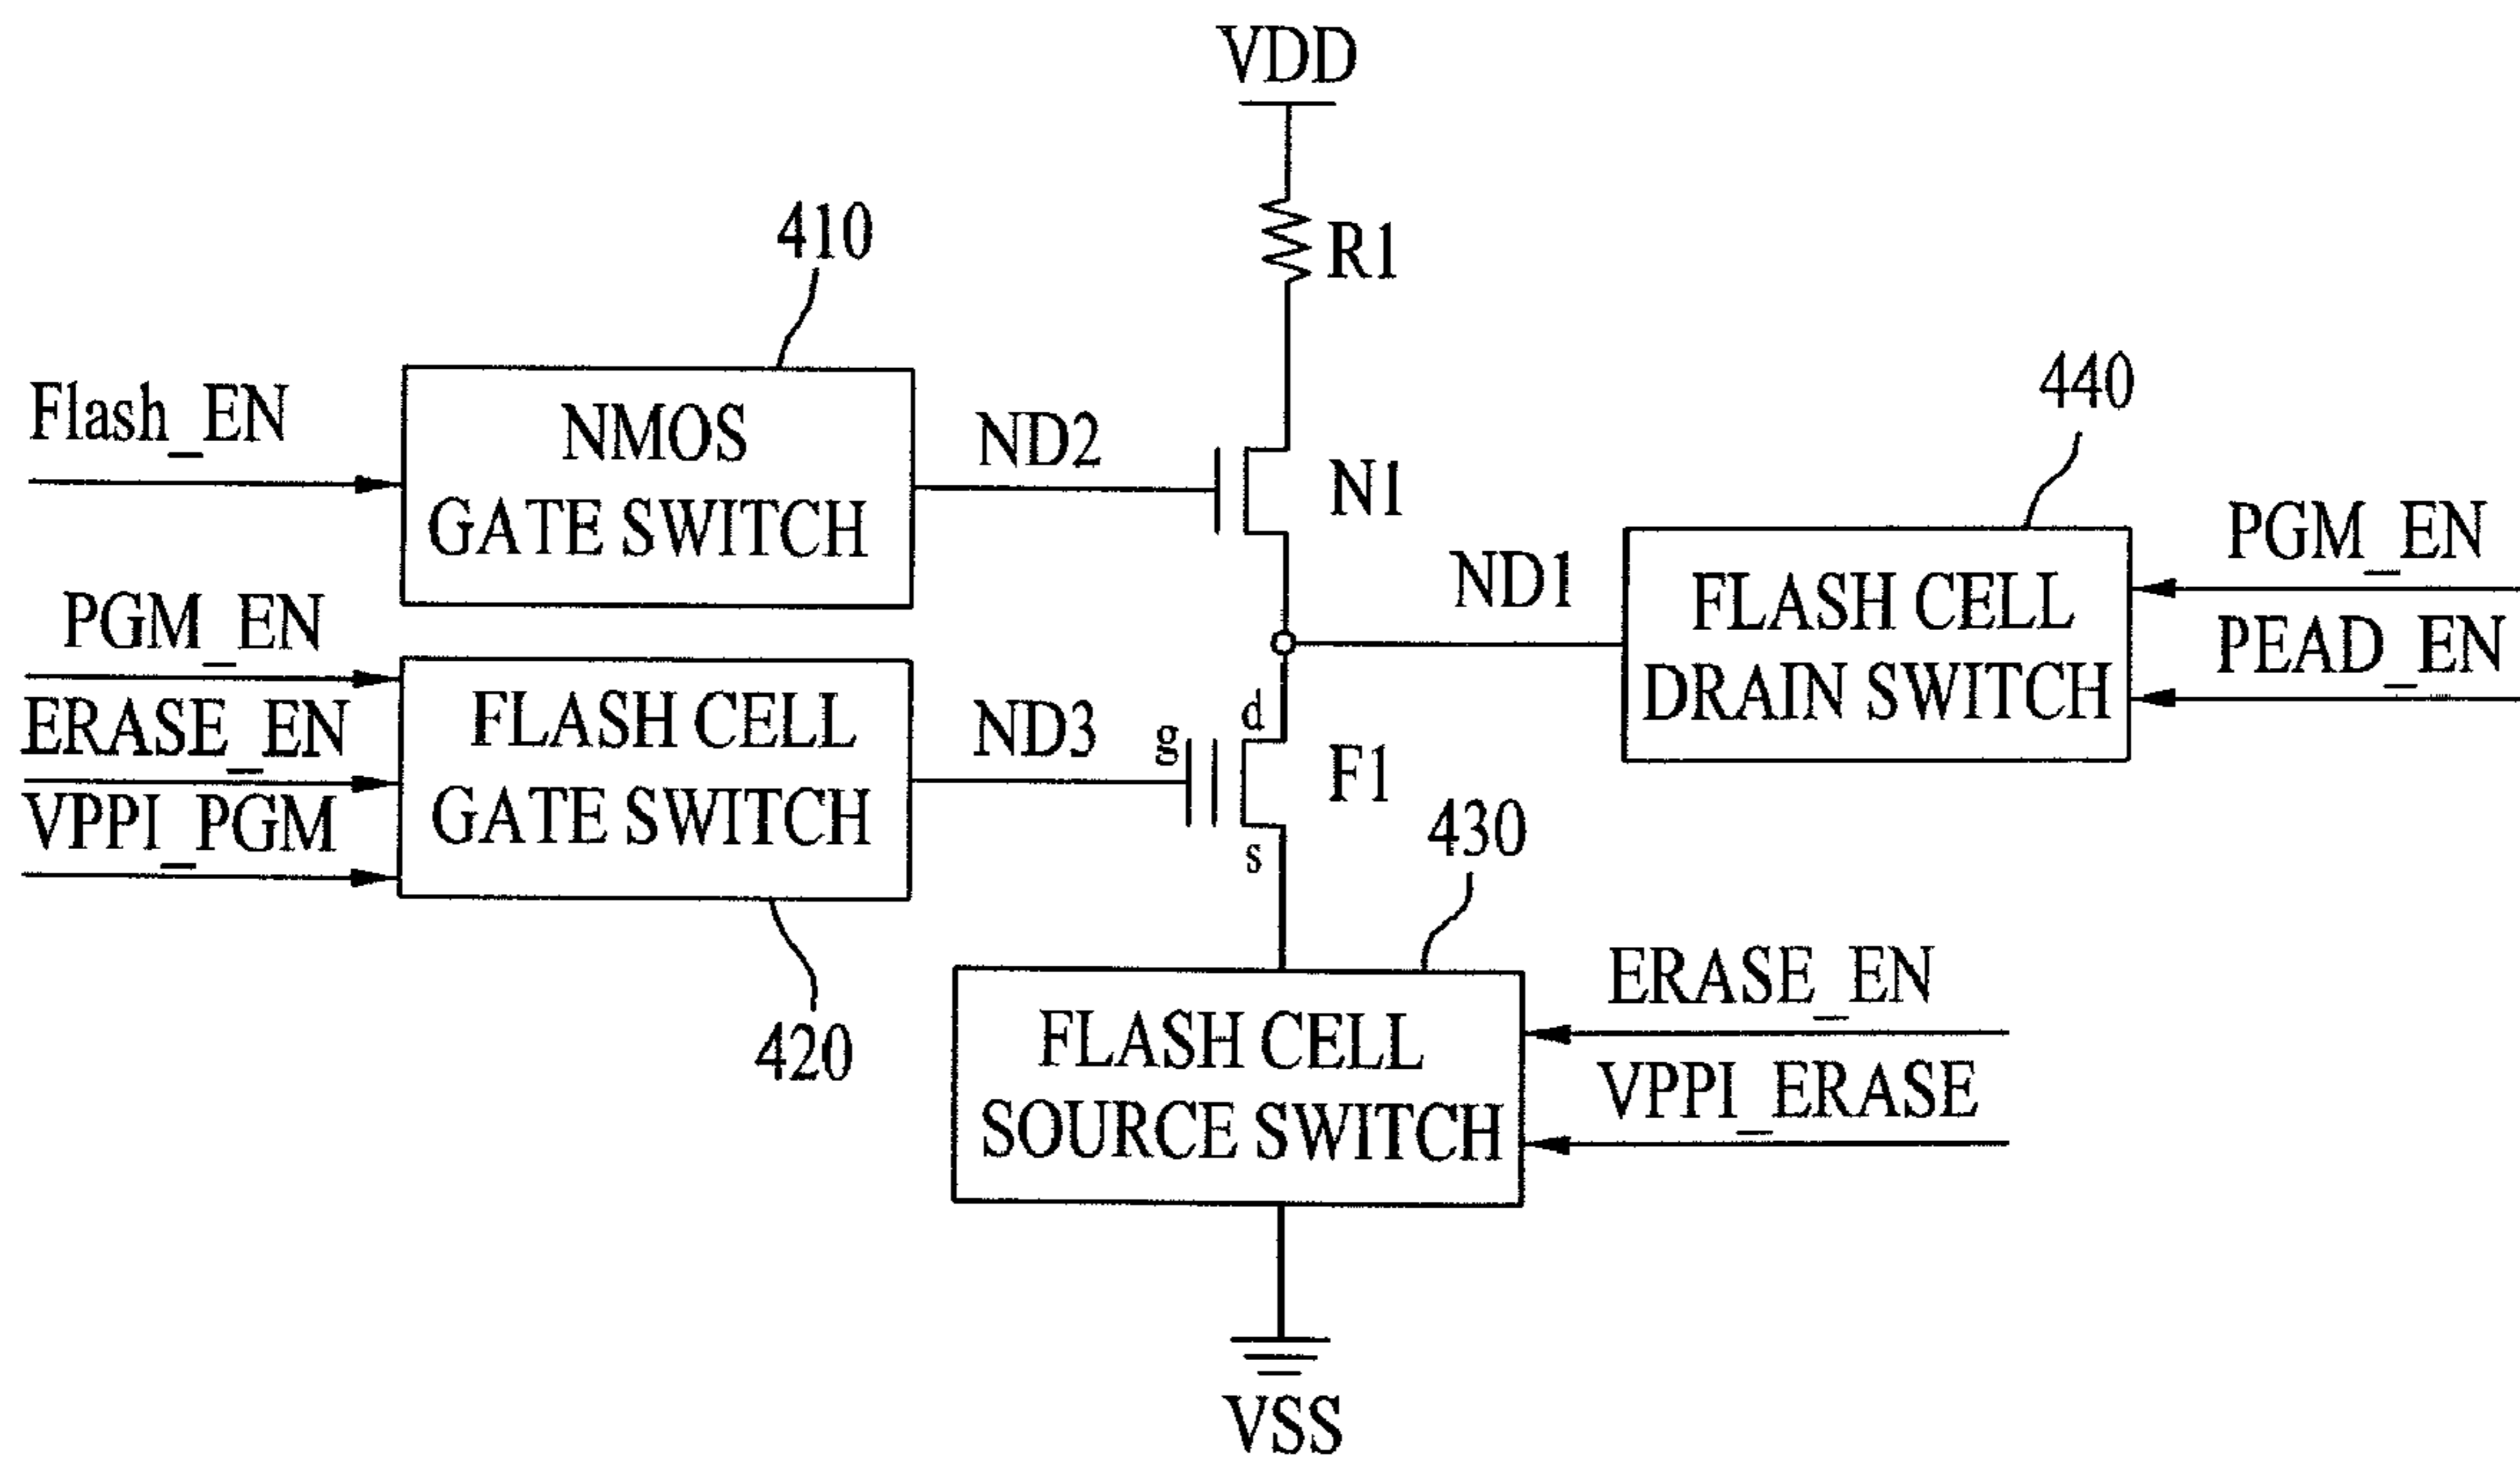 VDD
R1
410
Flash_EN
NMOS
GATE SWITCH
ND2
N1
440
ND1
PGM_EN
PEAD_EN
FLASH CELL
DRAIN SWITCH
PGM_EN
ERASE_EN
VPPI_PGM
FLASH CELL
GATE SWITCH
ND3
g
d
s
F1
430
420
FLASH CELL
SOURCE SWITCH
ERASE_EN
VPPI_ERASE
VSS